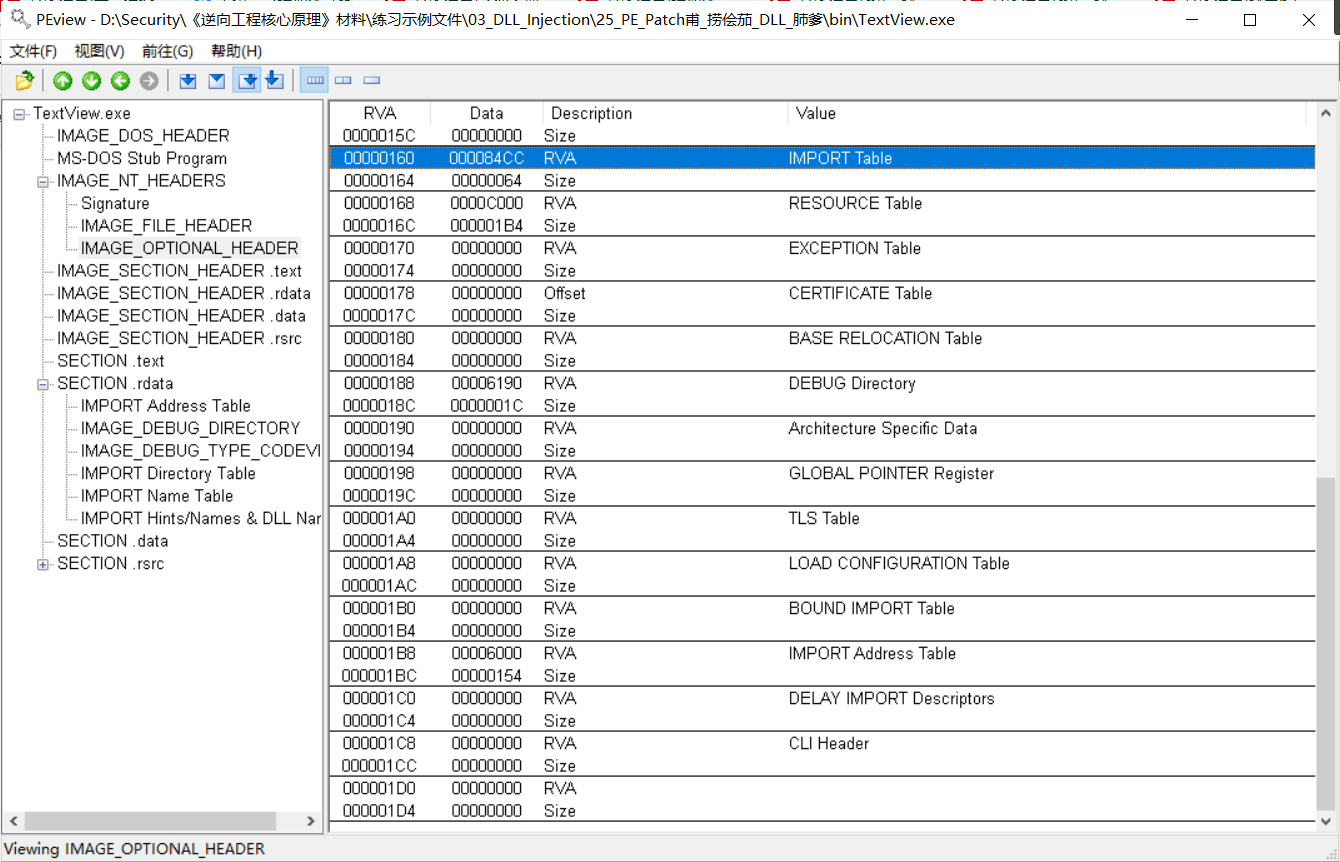 PEview - D:\Security\《逆向工程核心原理》材料\练习示例文件\03_DLL_Injection\25_PE_Patch甫_捞侩茄_DLL_肺爹\bin\TextView.exe
文件(F) 视图(V) 前往(G) 帮助(H)
TextView.exe
IMAGE_DOS_HEADER
MS-DOS Stub Program
IMAGE_NT_HEADERS
Signature
IMAGE_FILE_HEADER
IMAGE_OPTIONAL_HEADER
IMAGE_SECTION_HEADER .text
IMAGE_SECTION_HEADER .rdata
IMAGE_SECTION_HEADER .data
IMAGE_SECTION_HEADER .rsrc
SECTION .text
SECTION .rdata
IMPORT Address Table
IMAGE_DEBUG_DIRECTORY
IMAGE_DEBUG_TYPE_CODEVI
IMPORT Directory Table
IMPORT Name Table
IMPORT Hints/Names & DLL Nar
SECTION .data
SECTION .rsrc
RVA Data Description Value
0000015C 00000000 Size
00000160 000084CC RVA IMPORT Table
00000164 00000064 Size
00000168 0000C000 RVA RESOURCE Table
0000016C 000001B4 Size
00000170 00000000 RVA EXCEPTION Table
00000174 00000000 Size
00000178 00000000 Offset CERTIFICATE Table
0000017C 00000000 Size
00000180 00000000 RVA BASE RELOCATION Table
00000184 00000000 Size
00000188 00006190 RVA DEBUG Directory
0000018C 0000001C Size
00000190 00000000 RVA Architecture Specific Data
00000194 00000000 Size
00000198 00000000 RVA GLOBAL POINTER Register
0000019C 00000000 Size
000001A0 00000000 RVA TLS Table
000001A4 00000000 Size
000001A8 00000000 RVA LOAD CONFIGURATION Table
000001AC 00000000 Size
000001B0 00000000 RVA BOUND IMPORT Table
000001B4 00000000 Size
000001B8 00006000 RVA IMPORT Address Table
000001BC 00000154 Size
000001C0 00000000 RVA DELAY IMPORT Descriptors
000001C4 00000000 Size
000001C8 00000000 RVA CLI Header
000001CC 00000000 Size
000001D0 00000000 RVA
000001D4 00000000 Size
Viewing IMAGE_OPTIONAL_HEADER